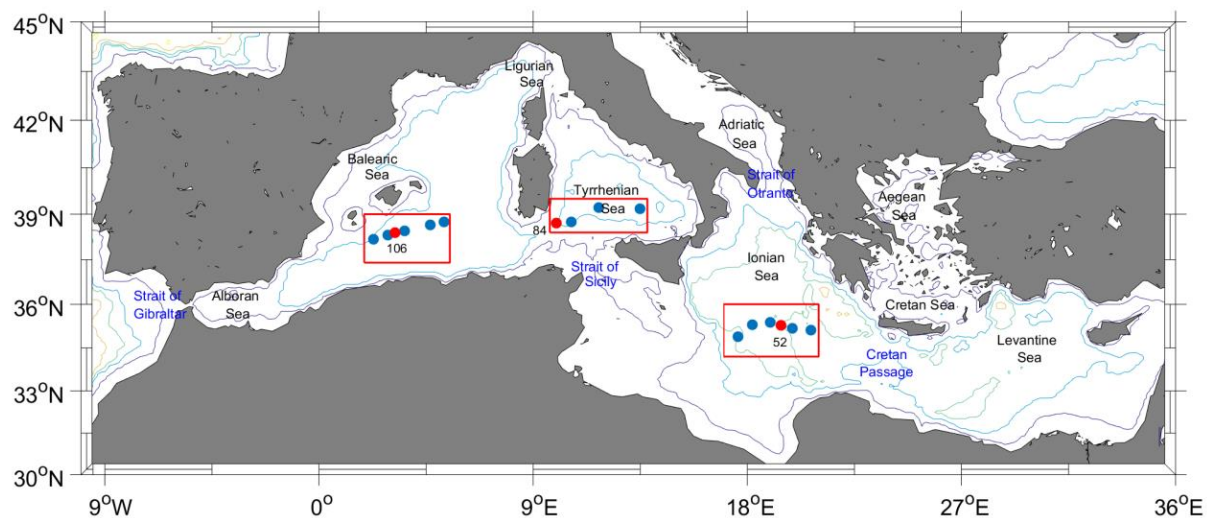 45°N
42°N
39°N
36°N
33°N
30°N
Ligurian
Sea
Adriatic
Sea
Balearic
Sea
Strait of
Otranto
Tyrrhenian
Sea
Aegean
Sea
84
106
Strait of
Sicily
Ionian
Sea
Strait of
Gibraltar
Alboran
Sea
Cretan Sea
52
Levantine
Sea
Cretan
Passage
9°W
0°
9°E
18°E
27°E
36°E